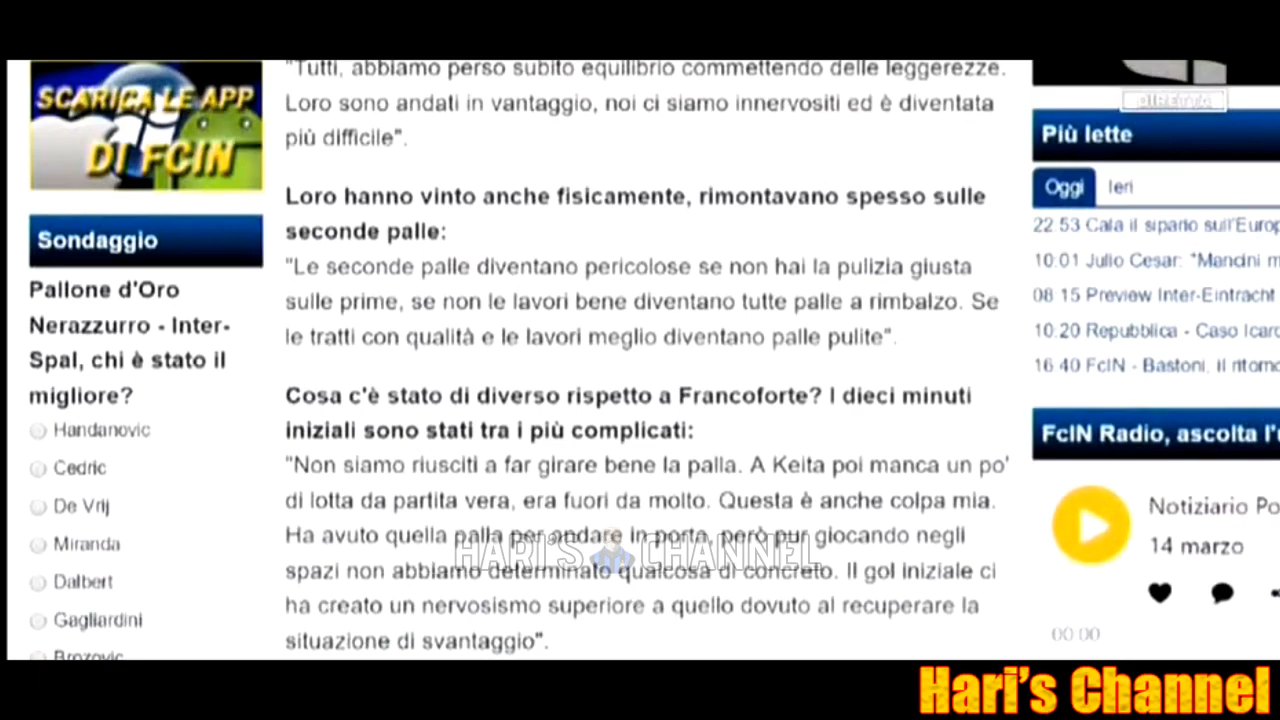 SCARICA LE APP
DI FCIN
Sondaggio
Pallone d'Oro
Nerazzurro - Inter-
Spal, chi è stato il
migliore?
Handanovic
Cedric
De Vrij
Miranda
Dalbert
Gagliardini
Brozovic
"Tutti, abbiamo perso subito equilibrio commettendo delle leggerezze.
Loro sono andati in vantaggio, noi ci siamo innervositi ed è diventata
più difficile".
Loro hanno vinto anche fisicamente, rimontavano spesso sulle
seconde palle:
"Le seconde palle diventano pericolose se non hai la pulizia giusta
sulle prime, se non le lavori bene diventano tutte palle a rimbalzo. Se
le tratti con qualità e le lavori meglio diventano palle pulite".
Cosa c'è stato di diverso rispetto a Francoforte? I dieci minuti
iniziali sono stati tra i più complicati:
"Non siamo riusciti a far girare bene la palla. A Keita poi manca un po'
di lotta da partita vera, era fuori da molto. Questa è anche colpa mia.
Ha avuto quella palla per andare in porta, però pur giocando negli
spazi non abbiamo determinato qualcosa di concreto. Il gol iniziale ci
ha creato un nervosismo superiore a quello dovuto al recuperare la
situazione di svantaggio".
HARI'S CHANNEL
DIRETTA
Più lette
Oggi Ieri
22:53 Cala il sipario sull'Europ
10:01 Julio Cesar: "Mancini m
08:15 Preview Inter-Eintracht
10:20 Repubblica - Caso Icard
16:40 FcIN - Bastoni, il ritorno
FcIN Radio, ascolta l'
Notiziario Po
14 marzo
00:00
Hari's Channel